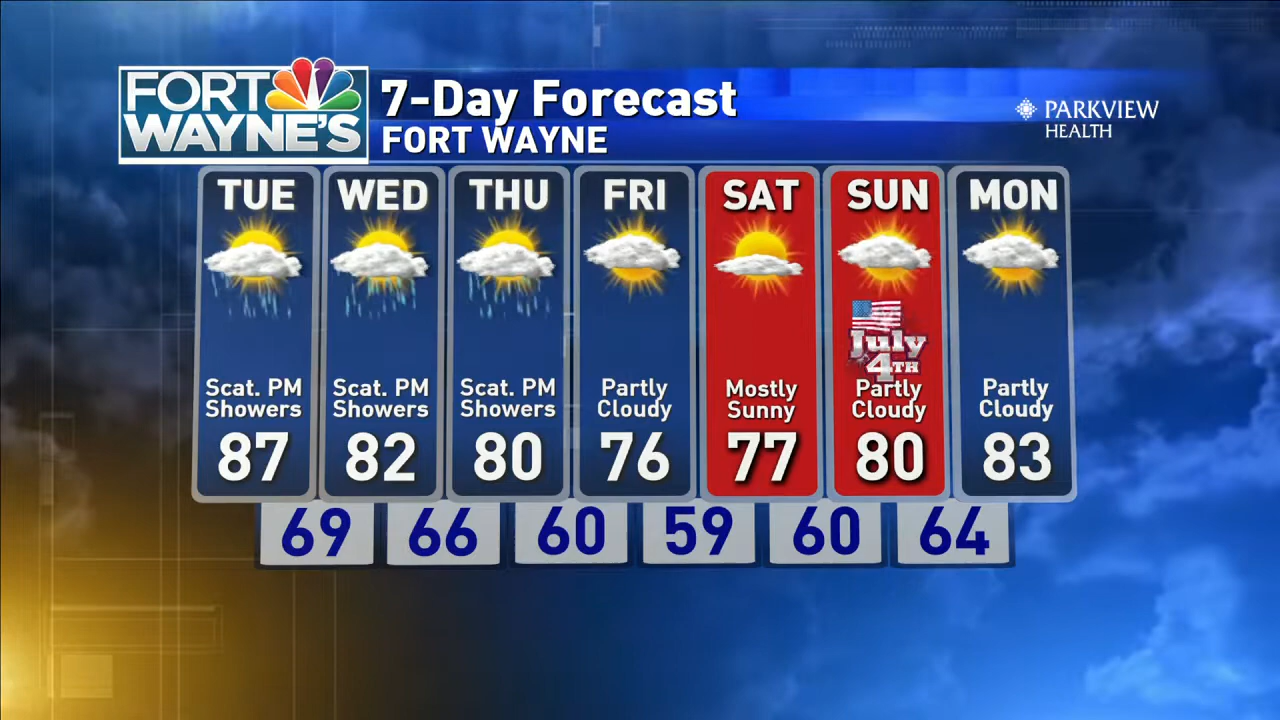 FORT
WAYNE'S
7-Day Forecast
FORT WAYNE
PARKVIEW
HEALTH
TUE
Scat. PM
Showers
87
WED
Scat. PM
Showers
82
THU
Scat. PM
Showers
80
FRI
Partly
Cloudy
76
SAT
Mostly
Sunny
77
SUN
July
4TH
Partly
Cloudy
80
MON
Partly
Cloudy
83
69
66
60
59
60
64